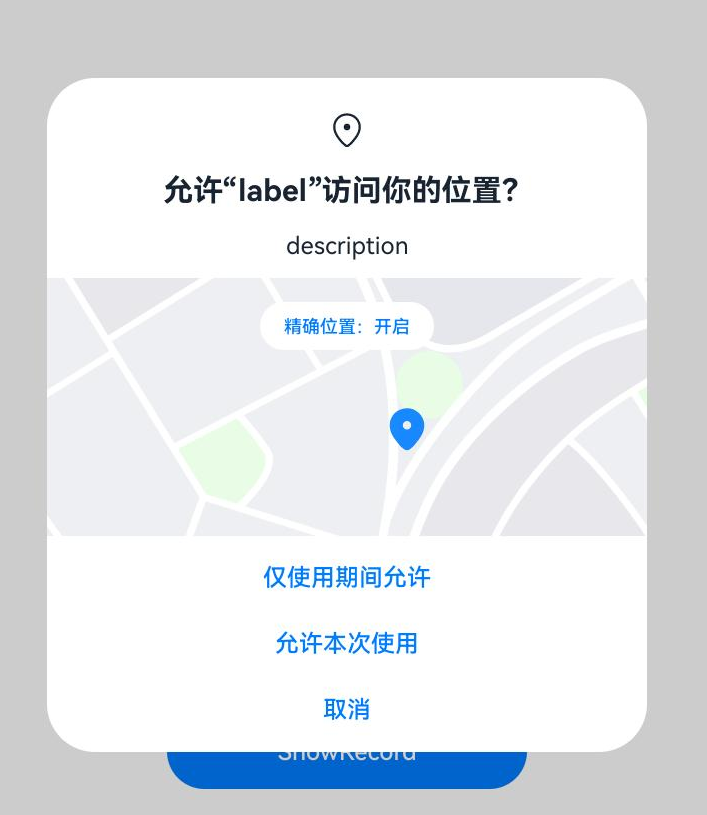 允许“label”访问你的位置？
description
精确位置：开启
仅使用期间允许
允许本次使用
取消
ShowRecord